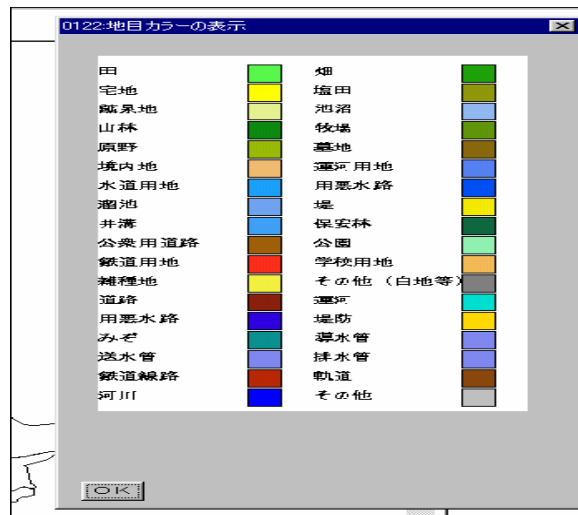 0122:地目カラーの表示
田 畑
宅地 塩田
鉱泉地 池沼
山林 牧場
原野 墓地
境内地 運河用地
水道用地 用悪水路
溜池 堤
井溝 保安林
公衆用道路 公園
鉄道用地 学校用地
雑種地 その他（白地等）
道路 運河
用悪水路 堤防
みぞ 導水管
送水管 排水管
鉄道線路 軌道
河川 その他
OK